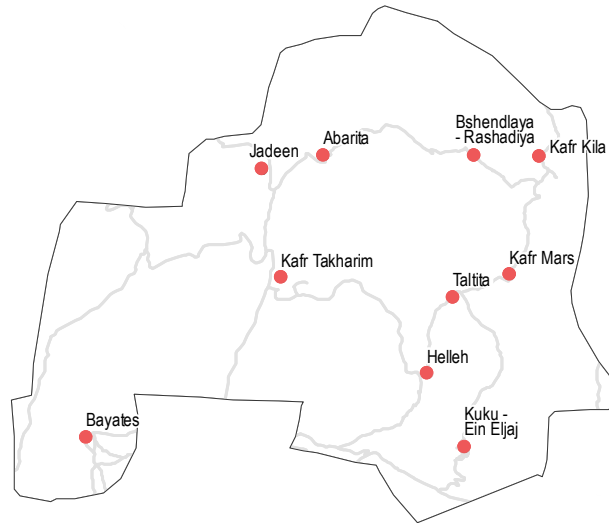 Bshendlaya
- Rashadiya
Abarita
Jadeen
Kafr Kila
Kafr Takharim
Kafr Mars
Taltita
Helleh
Bayates
Kuku -
Ein Eljaj